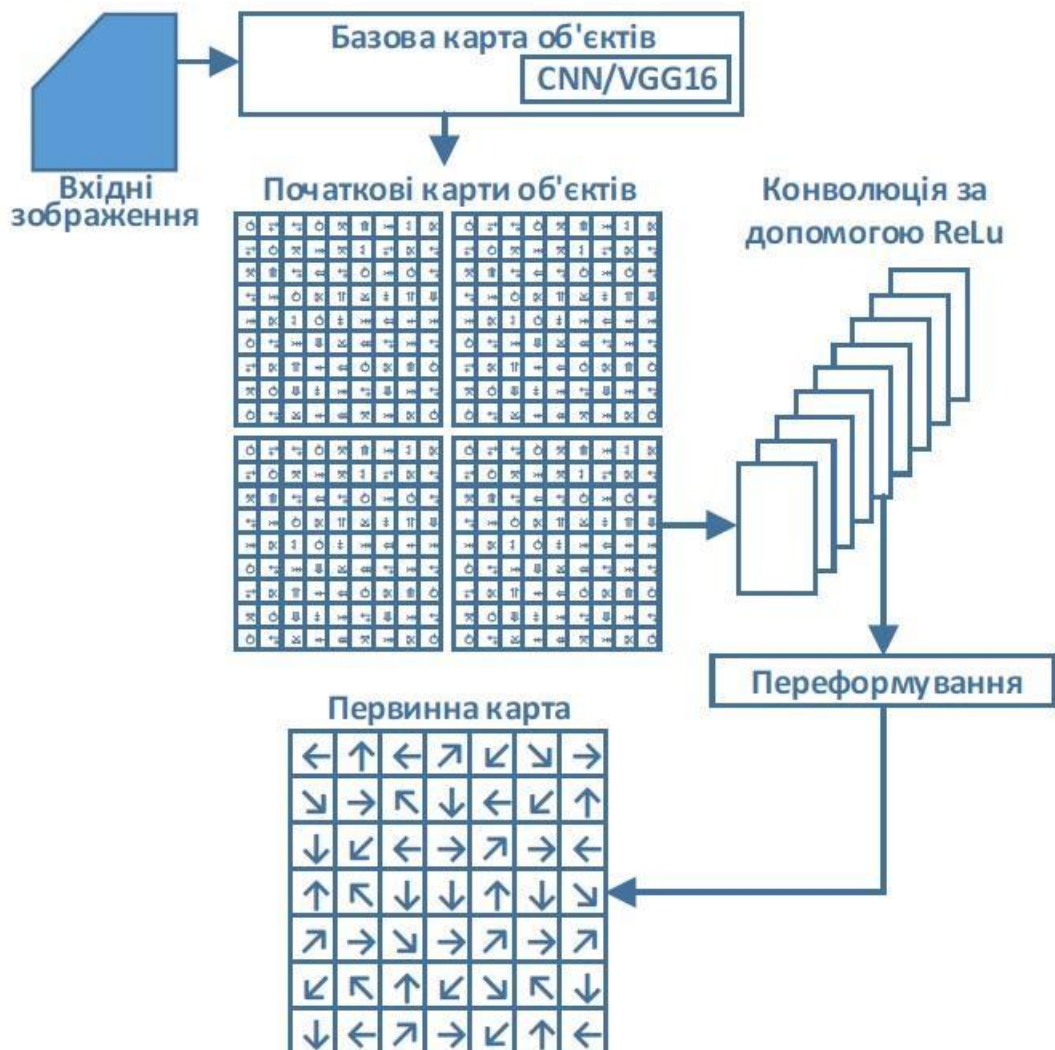 Базова карта об'єктів
CNN/VGG16
Вхідні
зображення
Початкові карти об'єктів
Конволюція за
допомогою ReLu
Переформування
Первинна карта